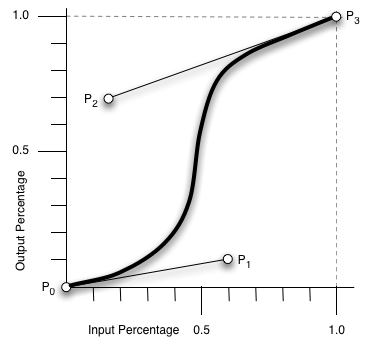 1.0
P3
P2
0.5
Output Percentage
P1
P0
Input Percentage 0.5 1.0